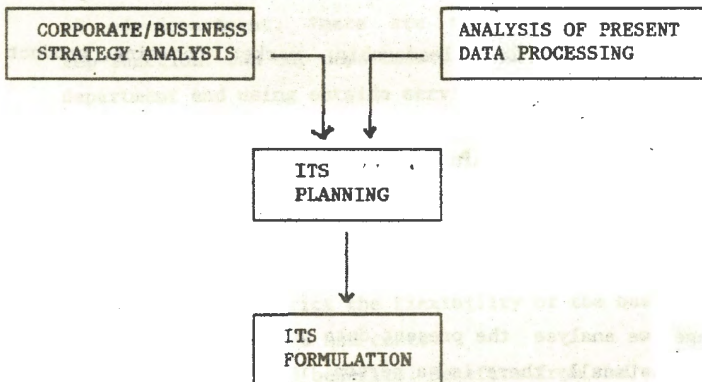 CORPORATE/BUSINESS
STRATEGY ANALYSIS
ANALYSIS OF PRESENT
DATA PROCESSING
ITS
PLANNING
ITS
FORMULATION